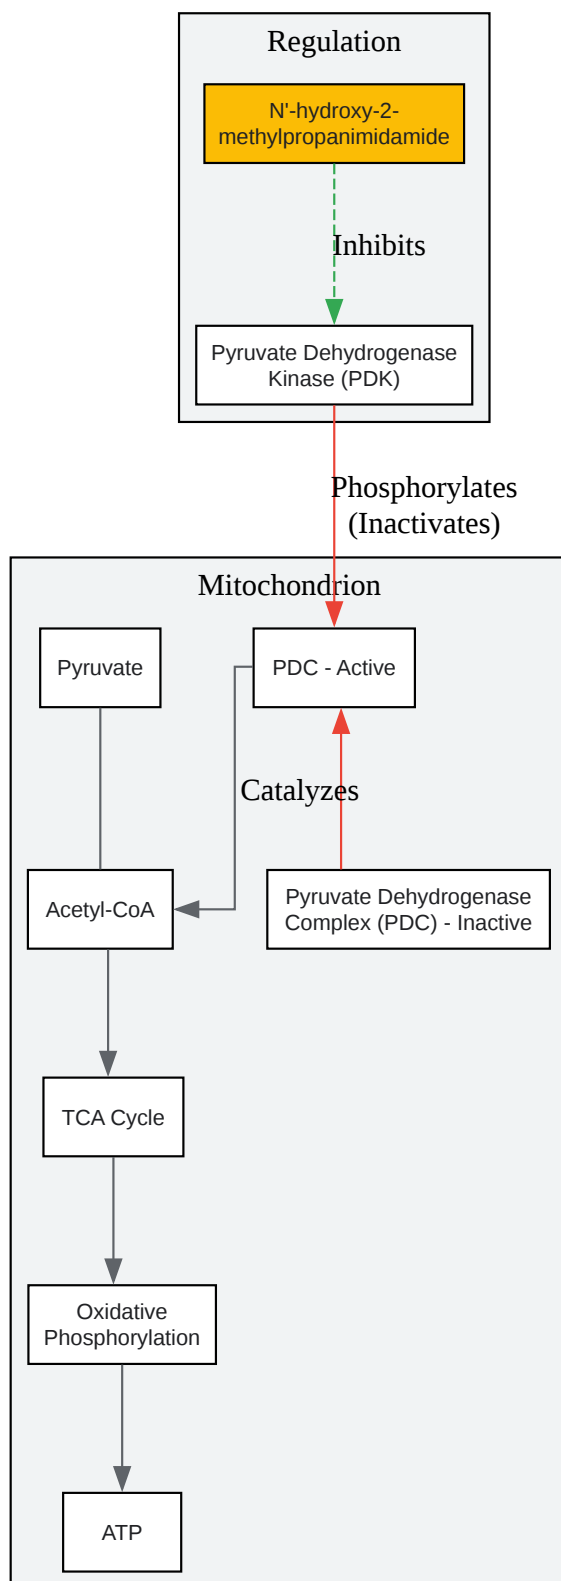 Regulation
N'-hydroxy-2-
methylpropanimidamide
Inhibits
Pyruvate Dehydrogenase
Kinase (PDK)
Phosphorylates
(Inactivates)
Mitochondrion
Pyruvate
PDC - Active
Catalyzes
Acetyl-CoA
Pyruvate Dehydrogenase
Complex (PDC) - Inactive
TCA Cycle
Oxidative
Phosphorylation
ATP